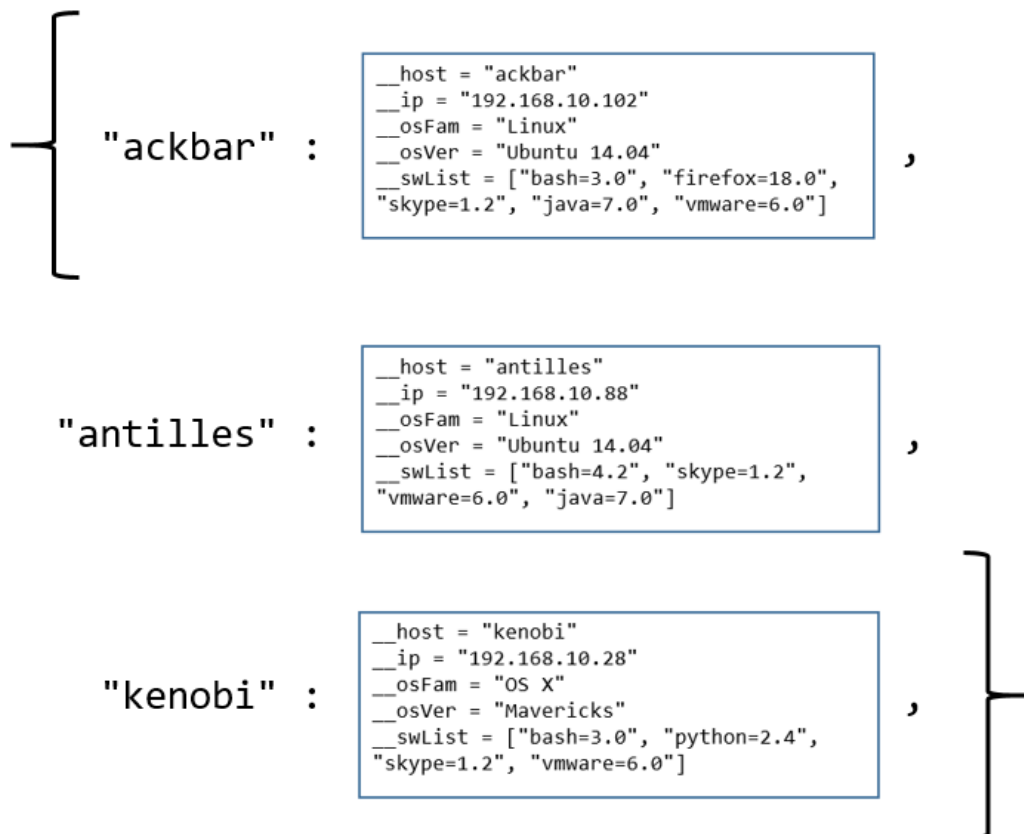 {
__host = "ackbar"
__ip = "192.168.10.102"
__osFam = "Linux"
__osVer = "Ubuntu 14.04"
"ackbar" : ,
__swList = ["bash=3.0", "firefox=18.0",
"skype=1.2", "java=7.0", "vmware=6.0"]
__host = "antilles"
__ip = "192.168.10.88"
__osFam = "Linux"
__osVer = "Ubuntu 14.04"
"antilles" : ,
__swList = ["bash=4.2", "skype=1.2",
"vmware=6.0", "java=7.0"]
__host = "kenobi"
__ip = "192.168.10.28"
__osFam = "OS X"
__osVer = "Mavericks"
"kenobi" : ,
__swList = ["bash=3.0", "python=2.4",
"skype=1.2", "vmware=6.0"]
}